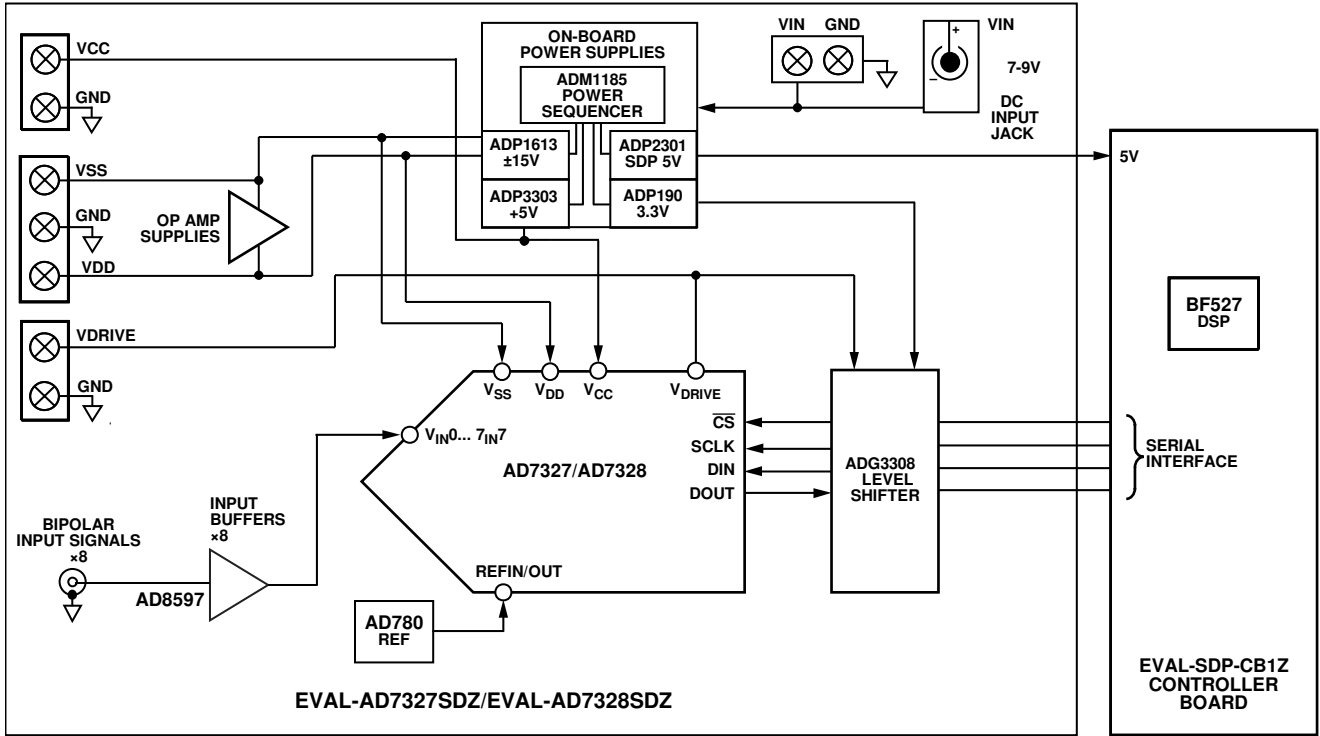 VCC
GND
VSS
GND
VDD
OP AMP
SUPPLIES
VDRIVE
GND
ON-BOARD
POWER SUPPLIES
ADM1185
POWER
SEQUENCER
ADP1613
±15V
ADP2301
SDP 5V
ADP3303
+5V
ADP190
3.3V
VIN
GND
+
–
VIN
7-9V
DC
INPUT
JACK
5V
BF527
DSP
VSS
VDD
VCC
VDRIVE
VIN0... 7IN7
AD7327/AD7328
CS
SCLK
DIN
DOUT
REFIN/OUT
ADG3308
LEVEL
SHIFTER
SERIAL
INTERFACE
BIPOLAR
INPUT SIGNALS
×8
INPUT
BUFFERS
×8
AD8597
AD780
REF
EVAL-AD7327SDZ/EVAL-AD7328SDZ
EVAL-SDP-CB1Z
CONTROLLER
BOARD